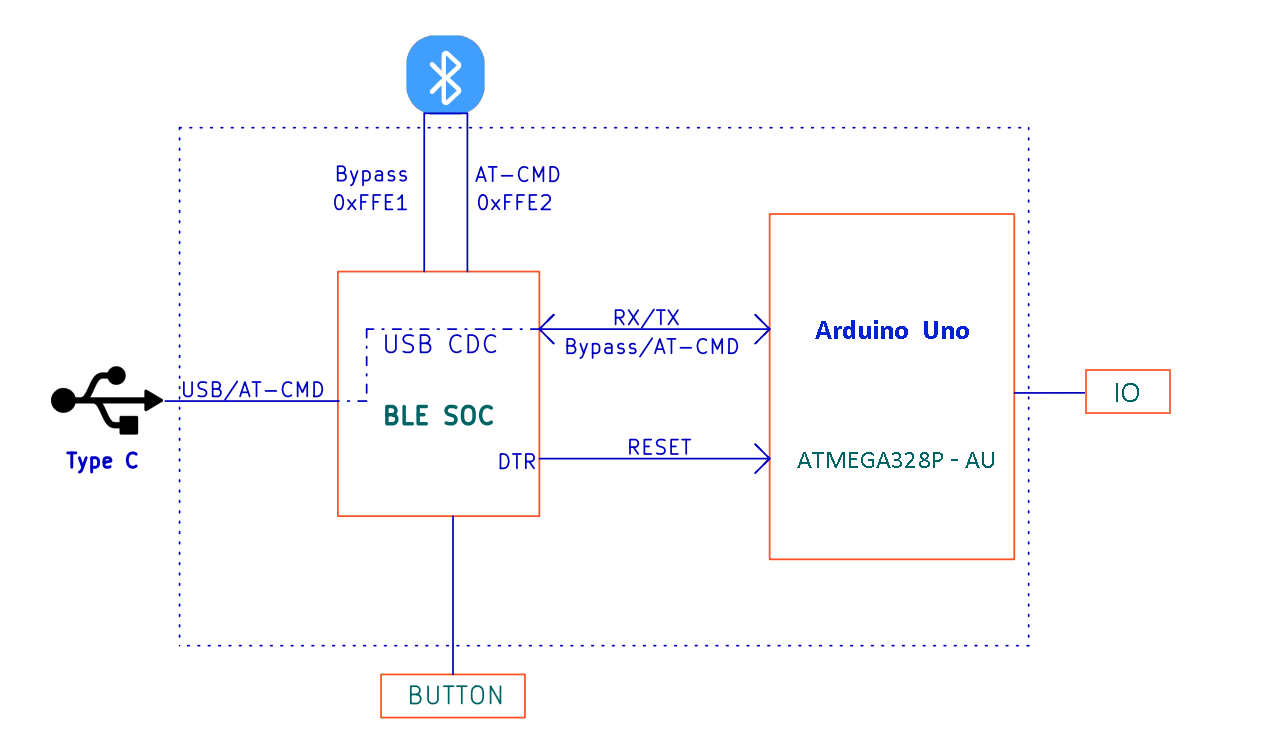 Bypass
0xFFE1
AT-CMD
0xFFE2
RX/TX
Bypass/AT-CMD
USB CDC
Arduino Uno
USB/AT-CMD
IO
BLE SOC
Type C
DTR
RESET
ATMEGA328P - AU
BUTTON